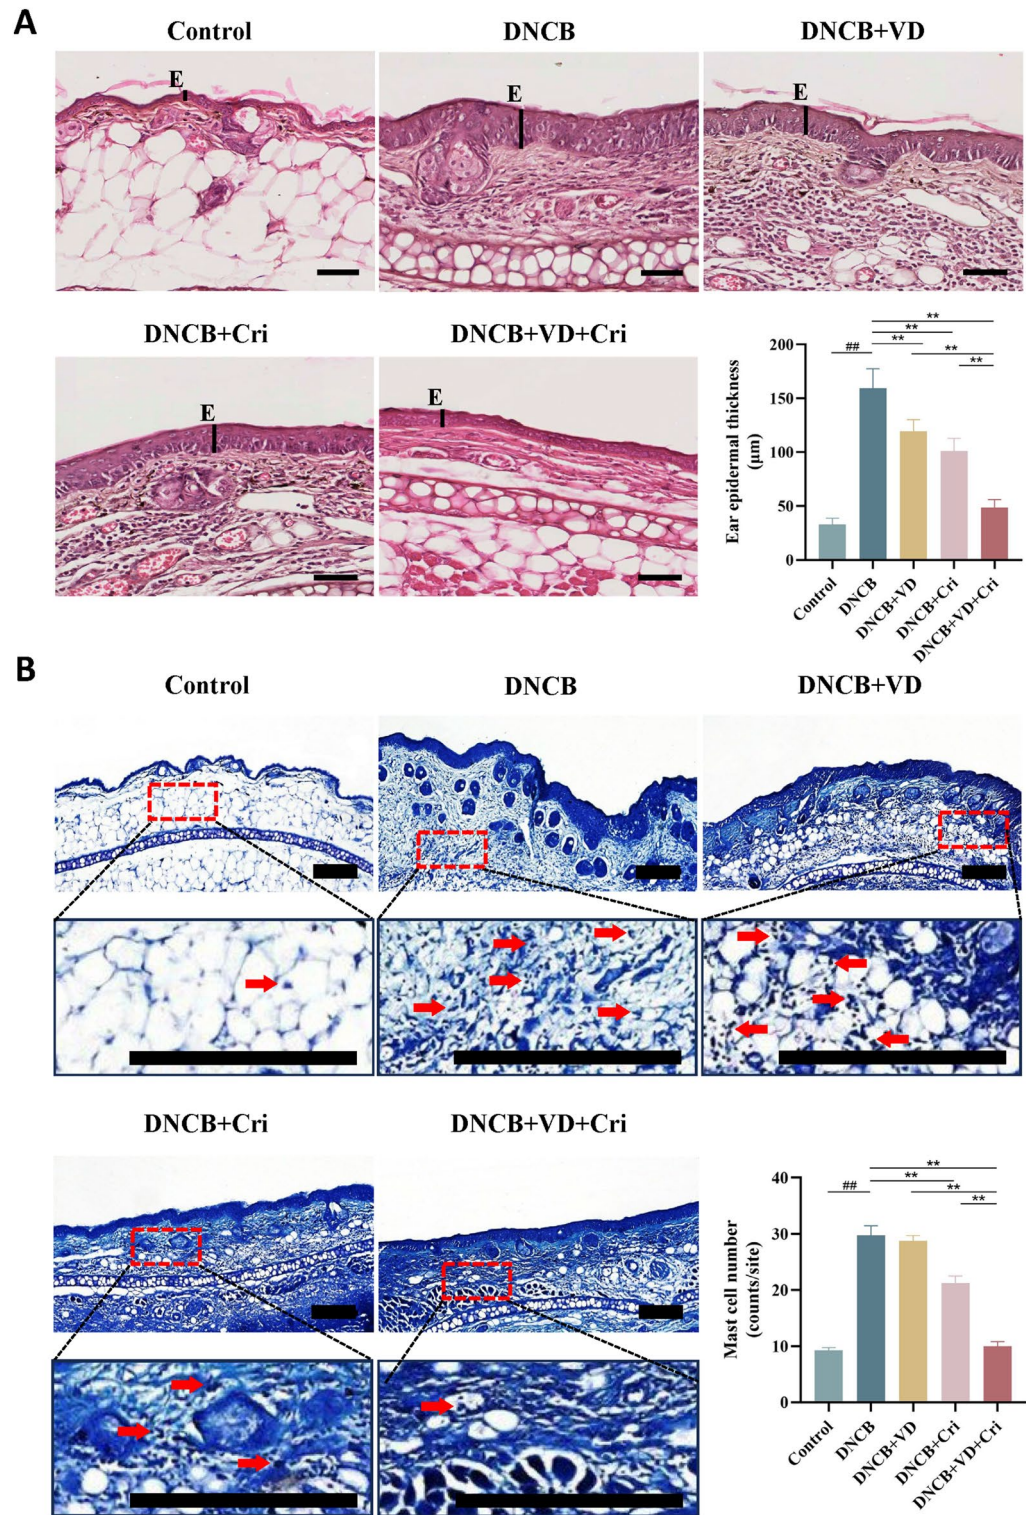 A
Control
DNCB
DNCB+VD
E
E
E
DNCB+Cri
DNCB+VD+Cri
E
E
**
**
##
**
**
**
200
150
100
50
0
Ear epidermal thickness
(μm)
Control
DNCB
DNCB+VD
DNCB+Cri
DNCB+VD+Cri
B
Control
DNCB
DNCB+VD
DNCB+Cri
DNCB+VD+Cri
**
**
##
**
**
40
30
20
10
0
Mast cell number
(counts/site)
Control
DNCB
DNCB+VD
DNCB+Cri
DNCB+VD+Cri